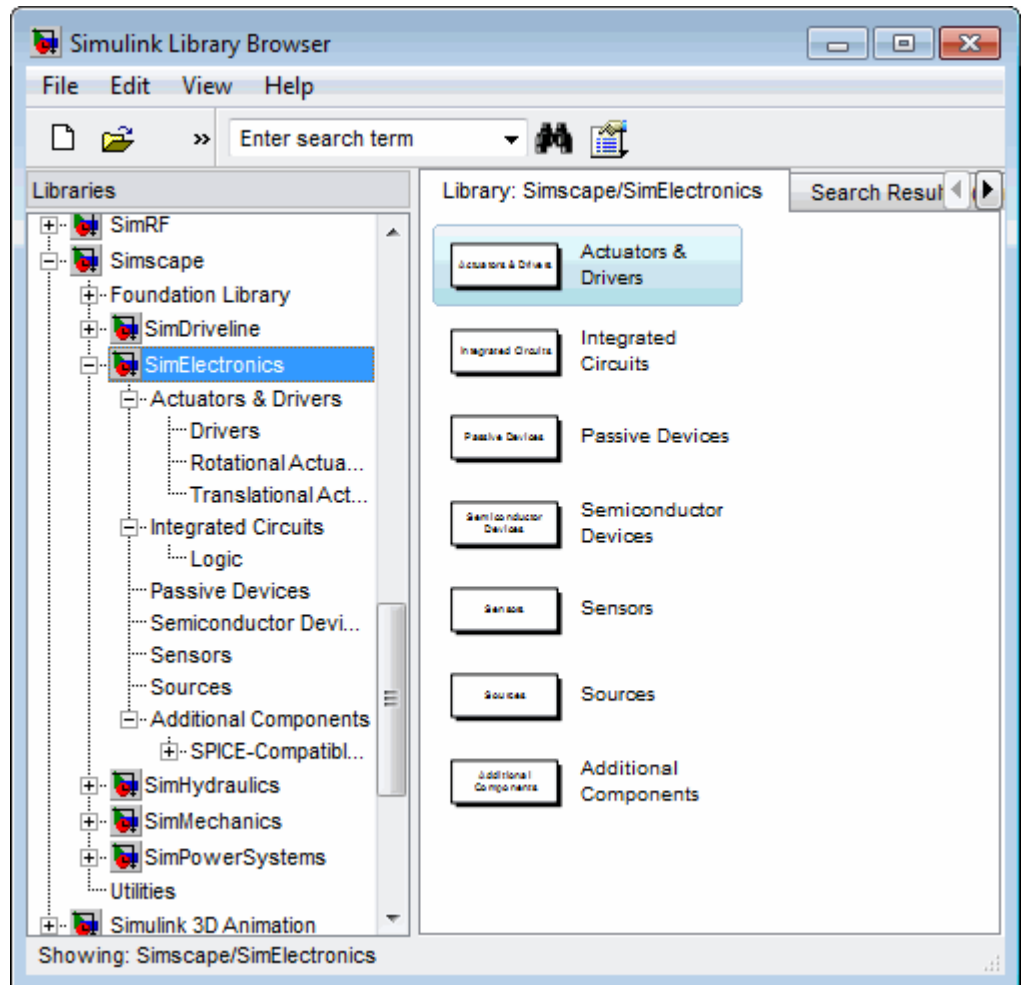 Simulink Library Browser
File Edit View Help
» Enter search term
Libraries
SimRF
Simscape
Foundation Library
SimDriveline
SimElectronics
Actuators & Drivers
Drivers
Rotational Actua...
Translational Act...
Integrated Circuits
Logic
Passive Devices
Semiconductor Devi...
Sensors
Sources
Additional Components
SPICE-Compatibl...
SimHydraulics
SimMechanics
SimPowerSystems
Utilities
Simulink 3D Animation
Library: Simscape/SimElectronics
Search Resul
Actuators & Drivers
Actuators &
Drivers
Integrated Circuits
Integrated
Circuits
Passive Devices
Passive Devices
Semiconductor
Devices
Semiconductor
Devices
Sensors
Sensors
Sources
Sources
Additional
Components
Additional
Components
Showing: Simscape/SimElectronics